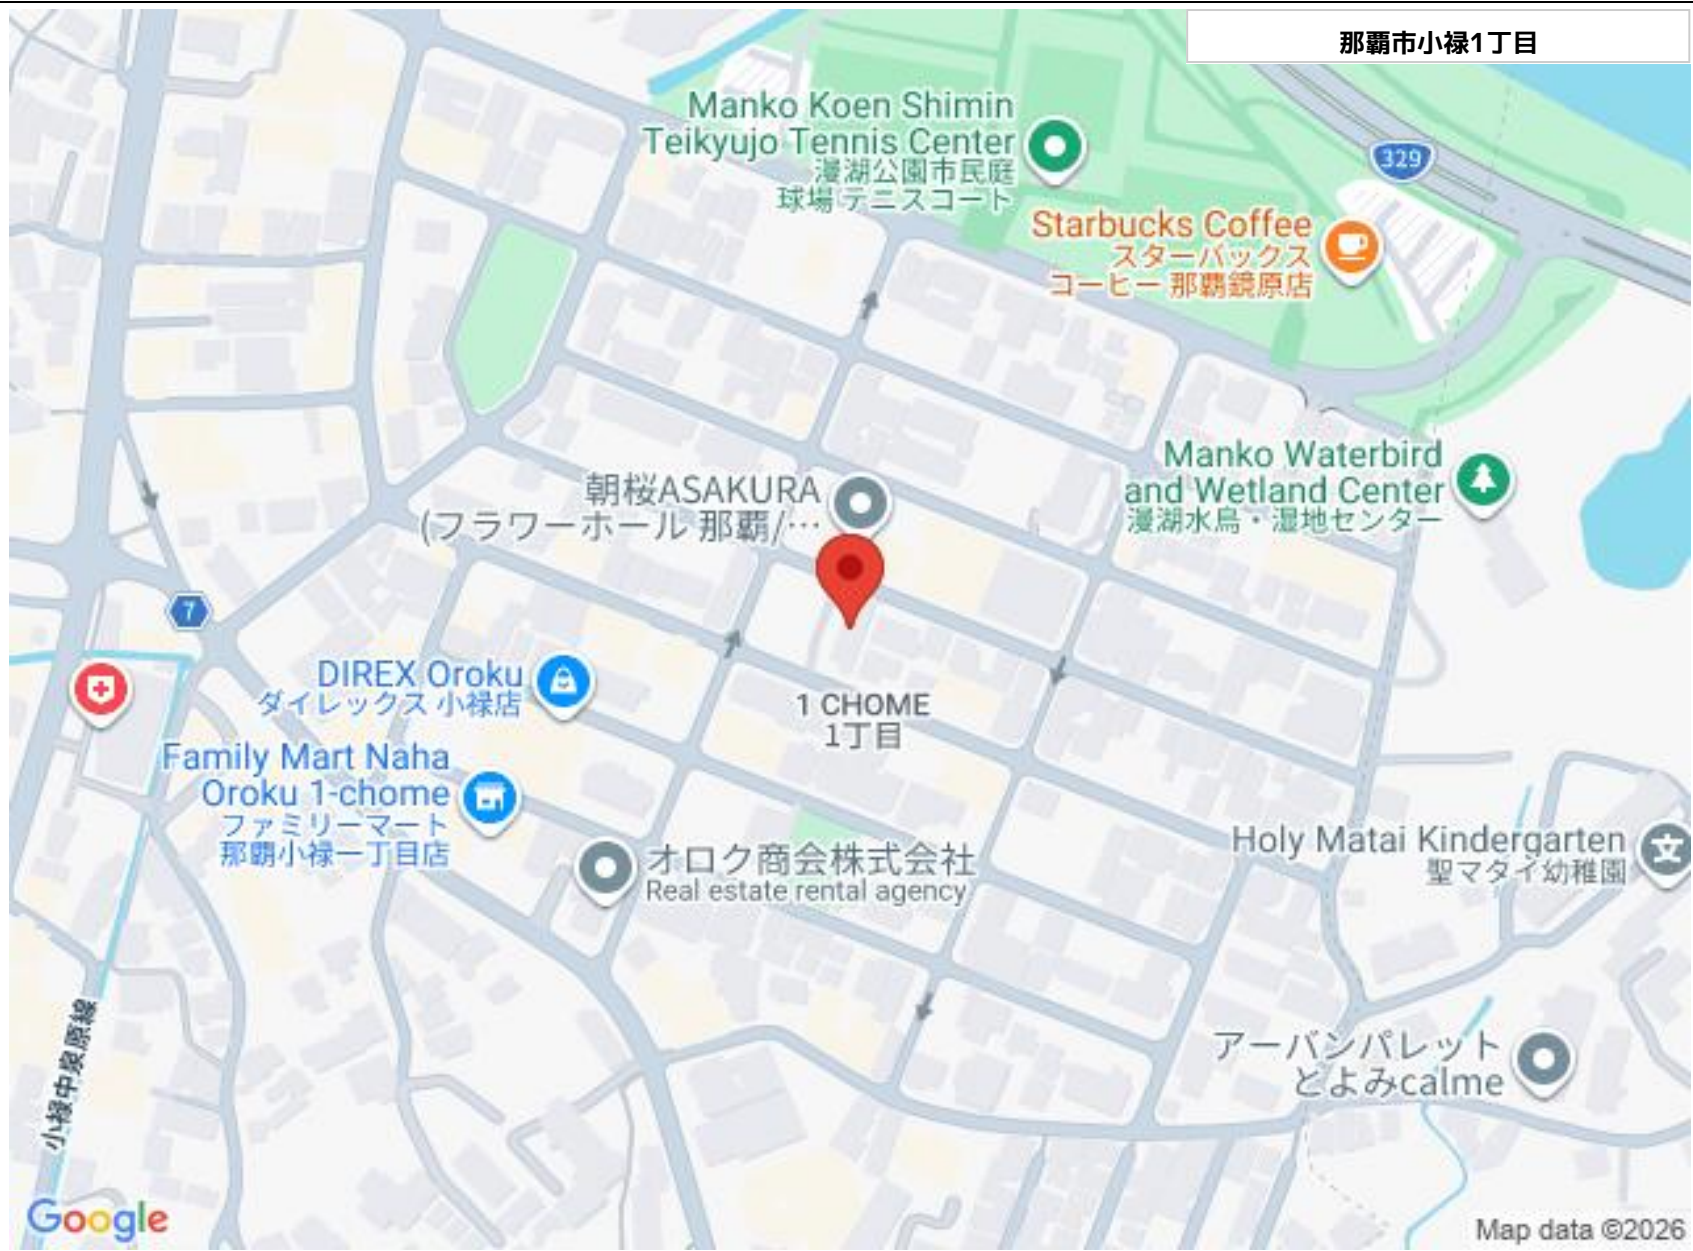 那覇市小禄1丁目
Manko Koen Shimin
Teikyujo Tennis Center
漫湖公園市民庭
球場 テニスコート
329
Starbucks Coffee
スターバックス
コーヒー 那覇鏡原店
Manko Waterbird
and Wetland Center
漫湖水鳥・湿地センター
朝桜ASAKURA
(フラワーホール 那覇/…
7
DIREX Oroku
ダイレックス 小禄店
1 CHOME
1丁目
Family Mart Naha
Oroku 1-chome
ファミリーマート
那覇小禄一丁目店
オロク商会株式会社
Real estate rental agency
Holy Matai Kindergarten
聖マタイ幼稚園
文
アーバンパレット
とよみcalme
小禄中泉原線
Google
Map data ©2026